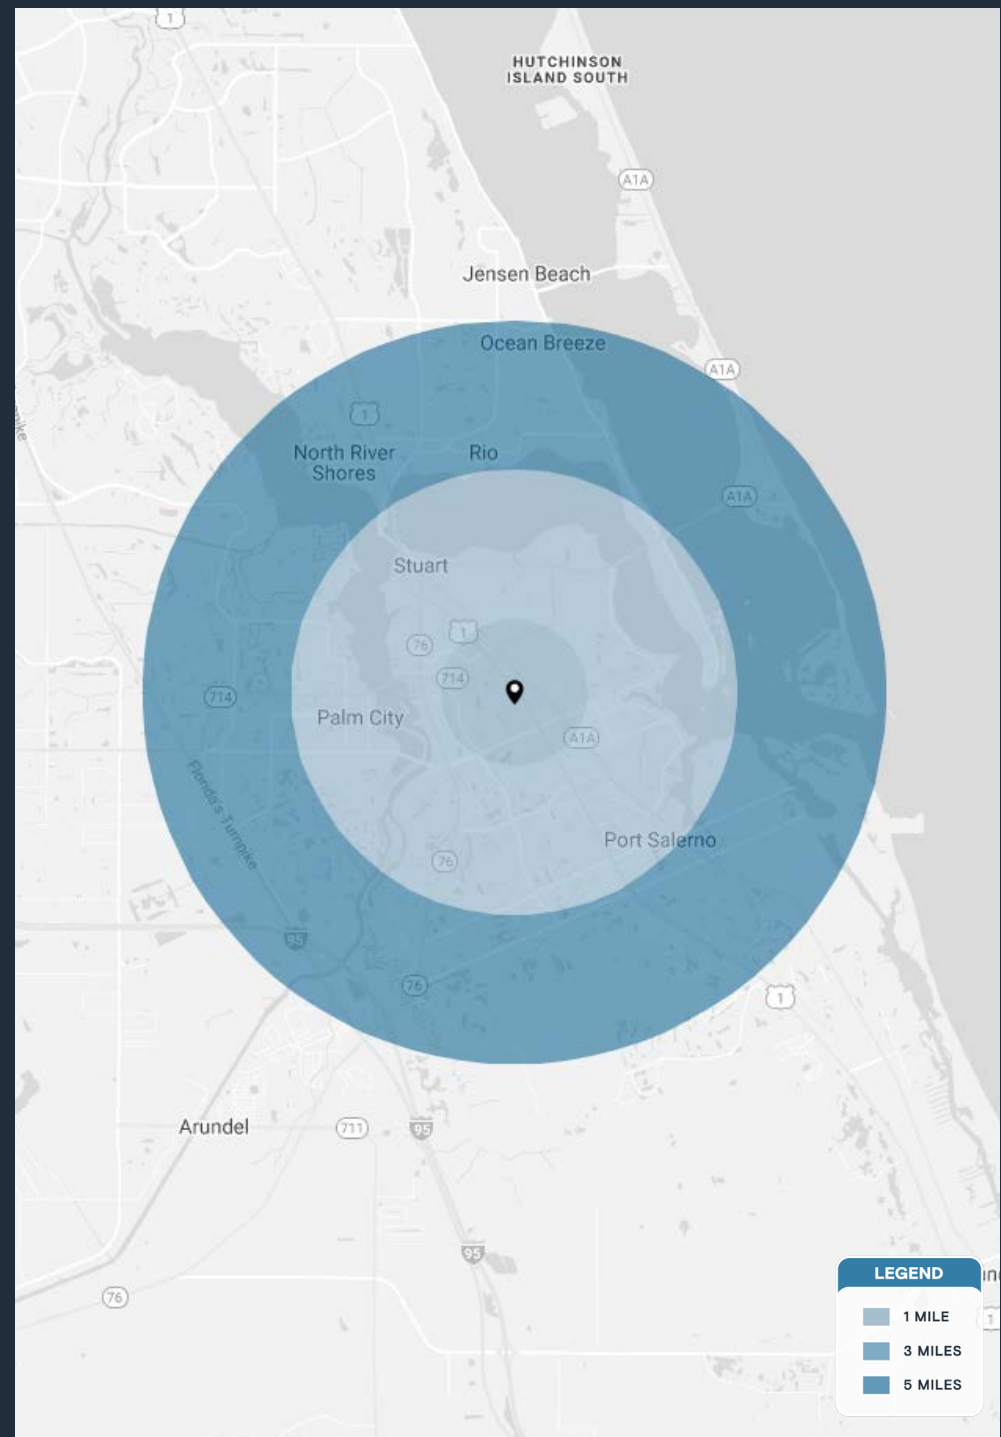 1
HUTCHINSON
ISLAND SOUTH
A1A
Jensen Beach
Ocean Breeze
A1A
1
North River
Shores
Rio
A1A
Stuart
1
76
714
714
Palm City
A1A
Florida's Turnpike
Port Salerno
76
95
76
1
Arundel
711
95
95
76
LEGEND
1
1 MILE
3 MILES
5 MILES